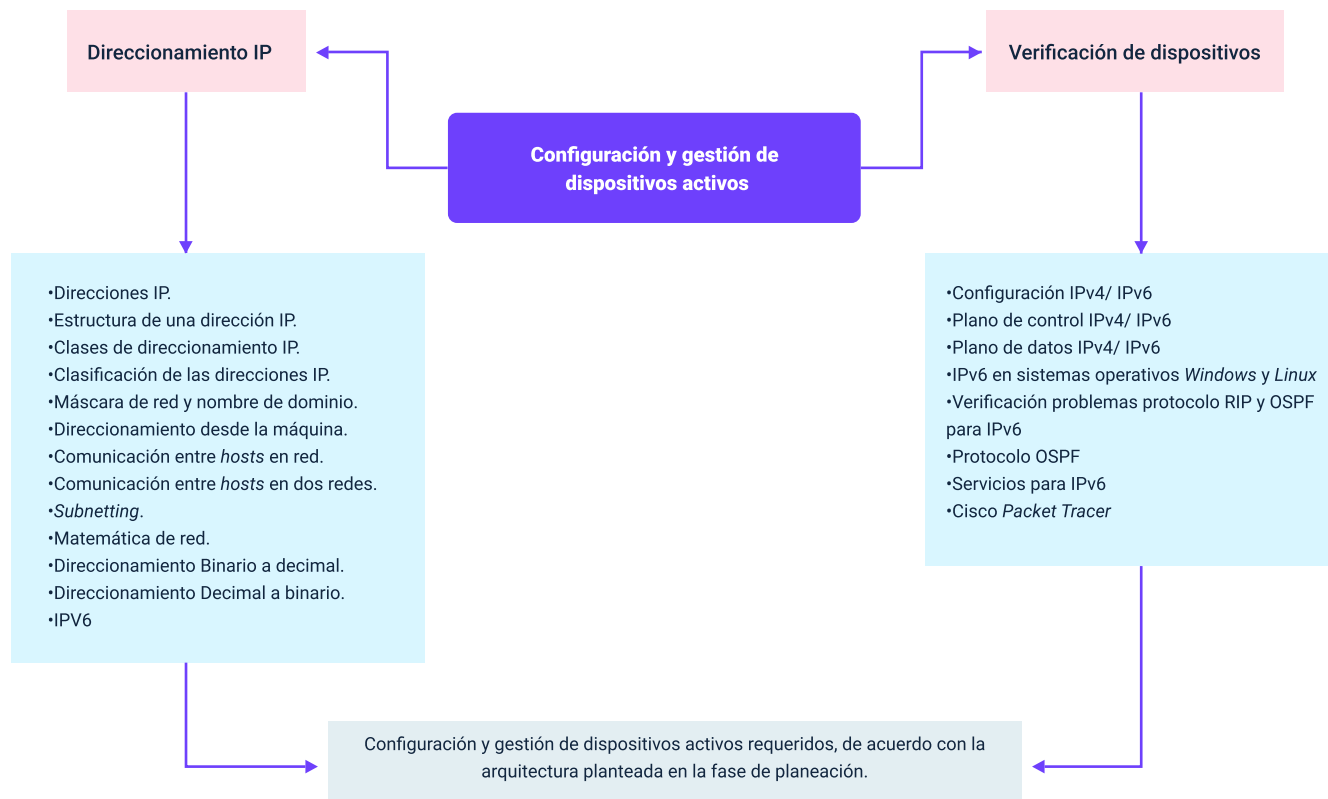 Direccionamiento IP
Verificación de dispositivos
Configuración y gestión de
dispositivos activos
•Direcciones IP.
•Estructura de una dirección IP.
•Clases de direccionamiento IP.
•Clasificación de las direcciones IP.
•Máscara de red y nombre de dominio.
•Direccionamiento desde la máquina.
•Comunicación entre hosts en red.
•Comunicación entre hosts en dos redes.
•Subnetting.
•Matemática de red.
•Direccionamiento Binario a decimal.
•Direccionamiento Decimal a binario.
•IPV6
•Configuración IPv4/ IPv6
•Plano de control IPv4/ IPv6
•Plano de datos IPv4/ IPv6
•IPv6 en sistemas operativos Windows y Linux
•Verificación problemas protocolo RIP y OSPF
para IPv6
•Protocolo OSPF
•Servicios para IPv6
•Cisco Packet Tracer
Configuración y gestión de dispositivos activos requeridos, de acuerdo con la
arquitectura planteada en la fase de planeación.